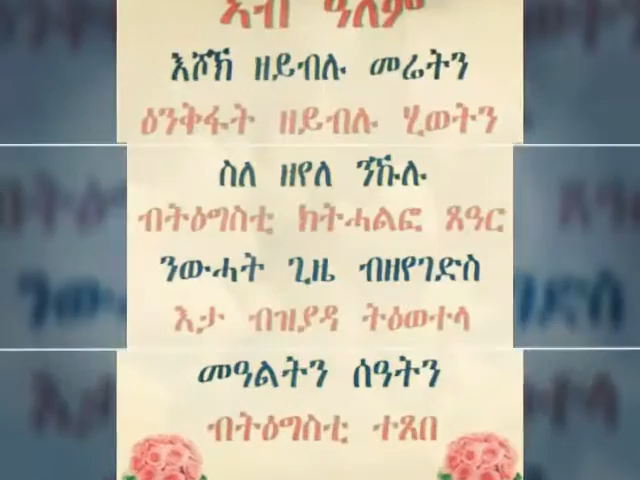 ኣብ ዓለም
እሾኽ ዘይብሉ መሬትን
ዕንቅፋት ዘይብሉ ሂወትን
ስለ ዘየለ ንኹሉ
ብትዕግስቲ ክትሓልፎ ጸዓር
ንውሓት ጊዜ ብዘየገድስ
እታ ብዝያዳ ትዕወተላ
መዓልትን ሰዓትን
ብትዕግስቲ ተጸበ